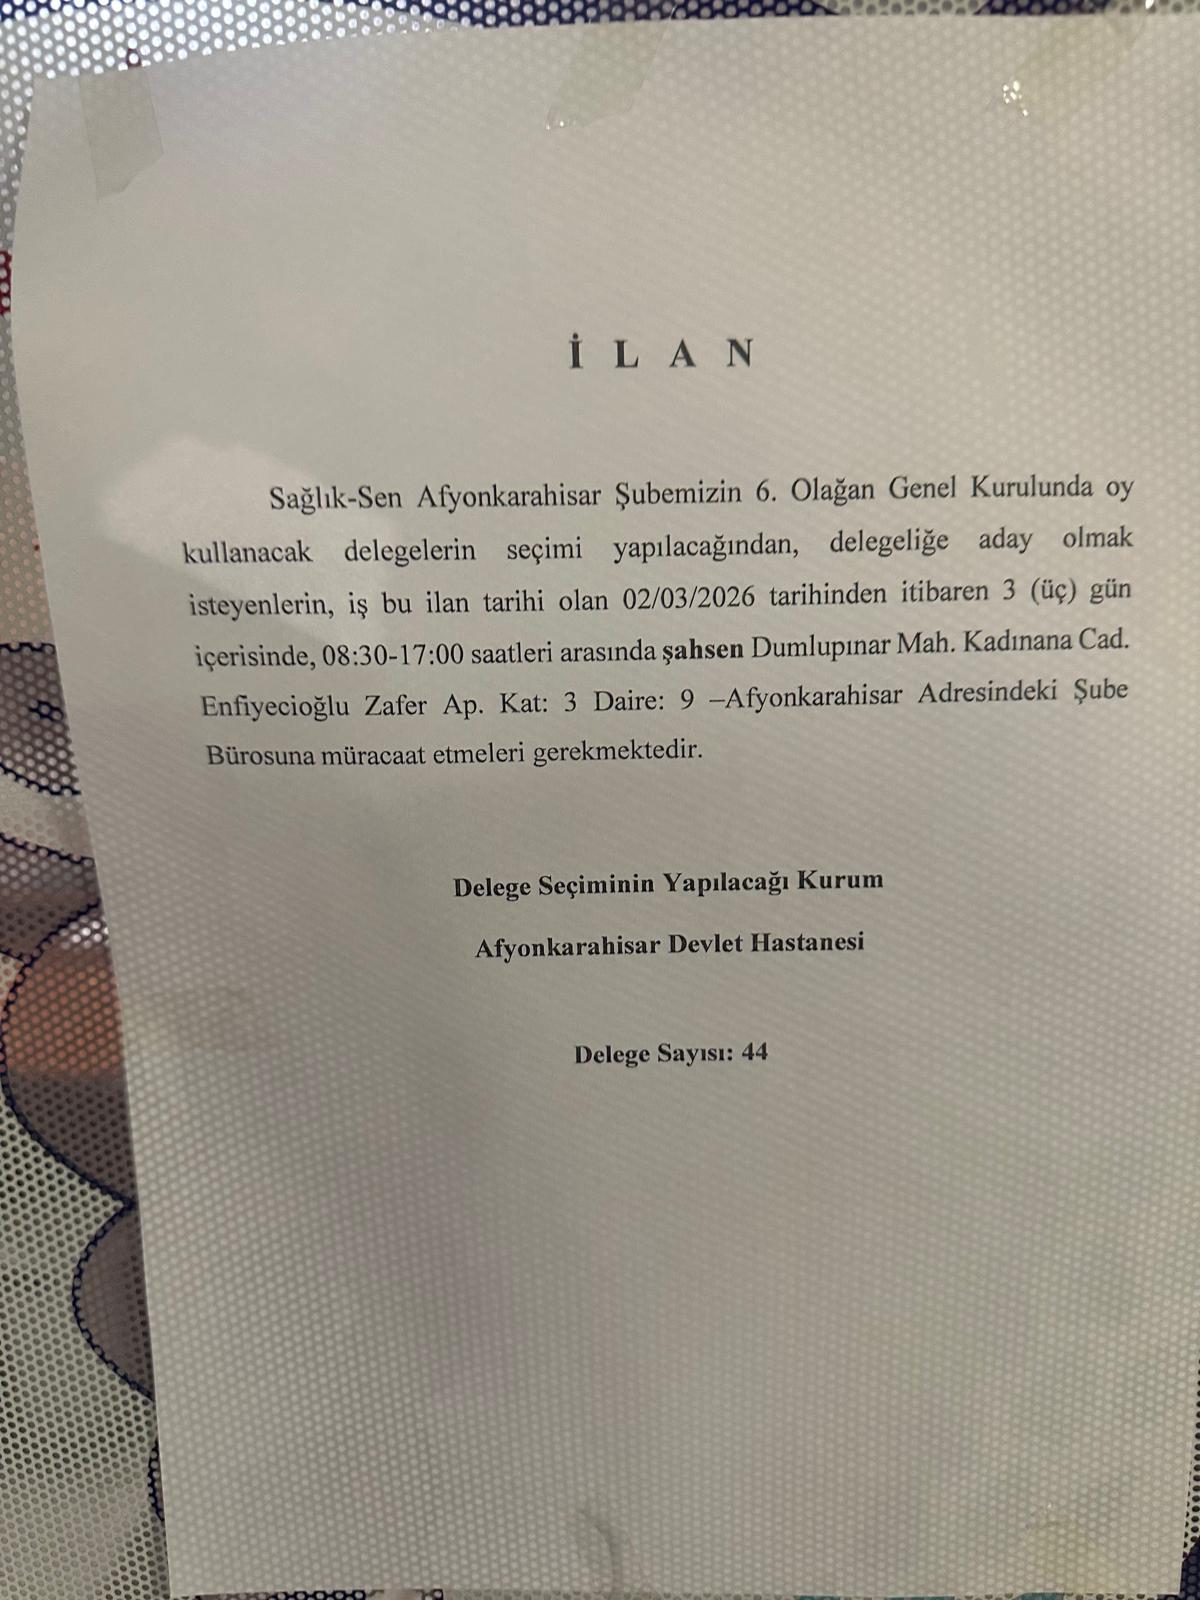 İ L A N
Sağlık-Sen Afyonkarahisar Şubemizin 6. Olağan Genel Kurulunda oy
kullanacak delegelerin seçimi yapılacağından, delegeliğe aday olmak
isteyenlerin, iş bu ilan tarihi olan 02/03/2026 tarihinden itibaren 3 (üç) gün
içerisinde, 08:30-17:00 saatleri arasında şahsen Dumlupınar Mah. Kadınana Cad.
Enfiyecioğlu Zafer Ap. Kat: 3 Daire: 9 –Afyonkarahisar Adresindeki Şube
Bürosuna müracaat etmeleri gerekmektedir.
Delege Seçiminin Yapılacağı Kurum
Afyonkarahisar Devlet Hastanesi
Delege Sayısı: 44